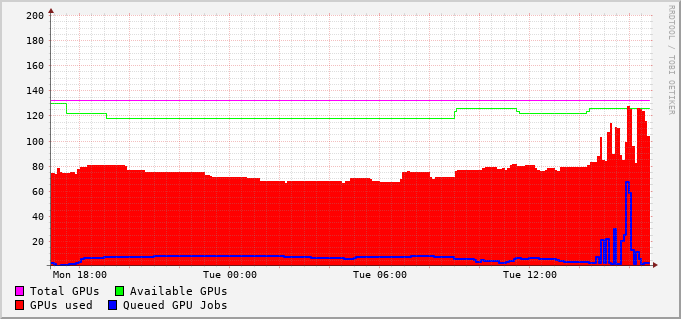 200
180
160
140
120
100
80
60
40
20
Mon 18:00 Tue 00:00 Tue 06:00 Tue 12:00
Total GPUs Available GPUs
GPUs used Queued GPU Jobs
RRDTOOL / TOBI OETIKER